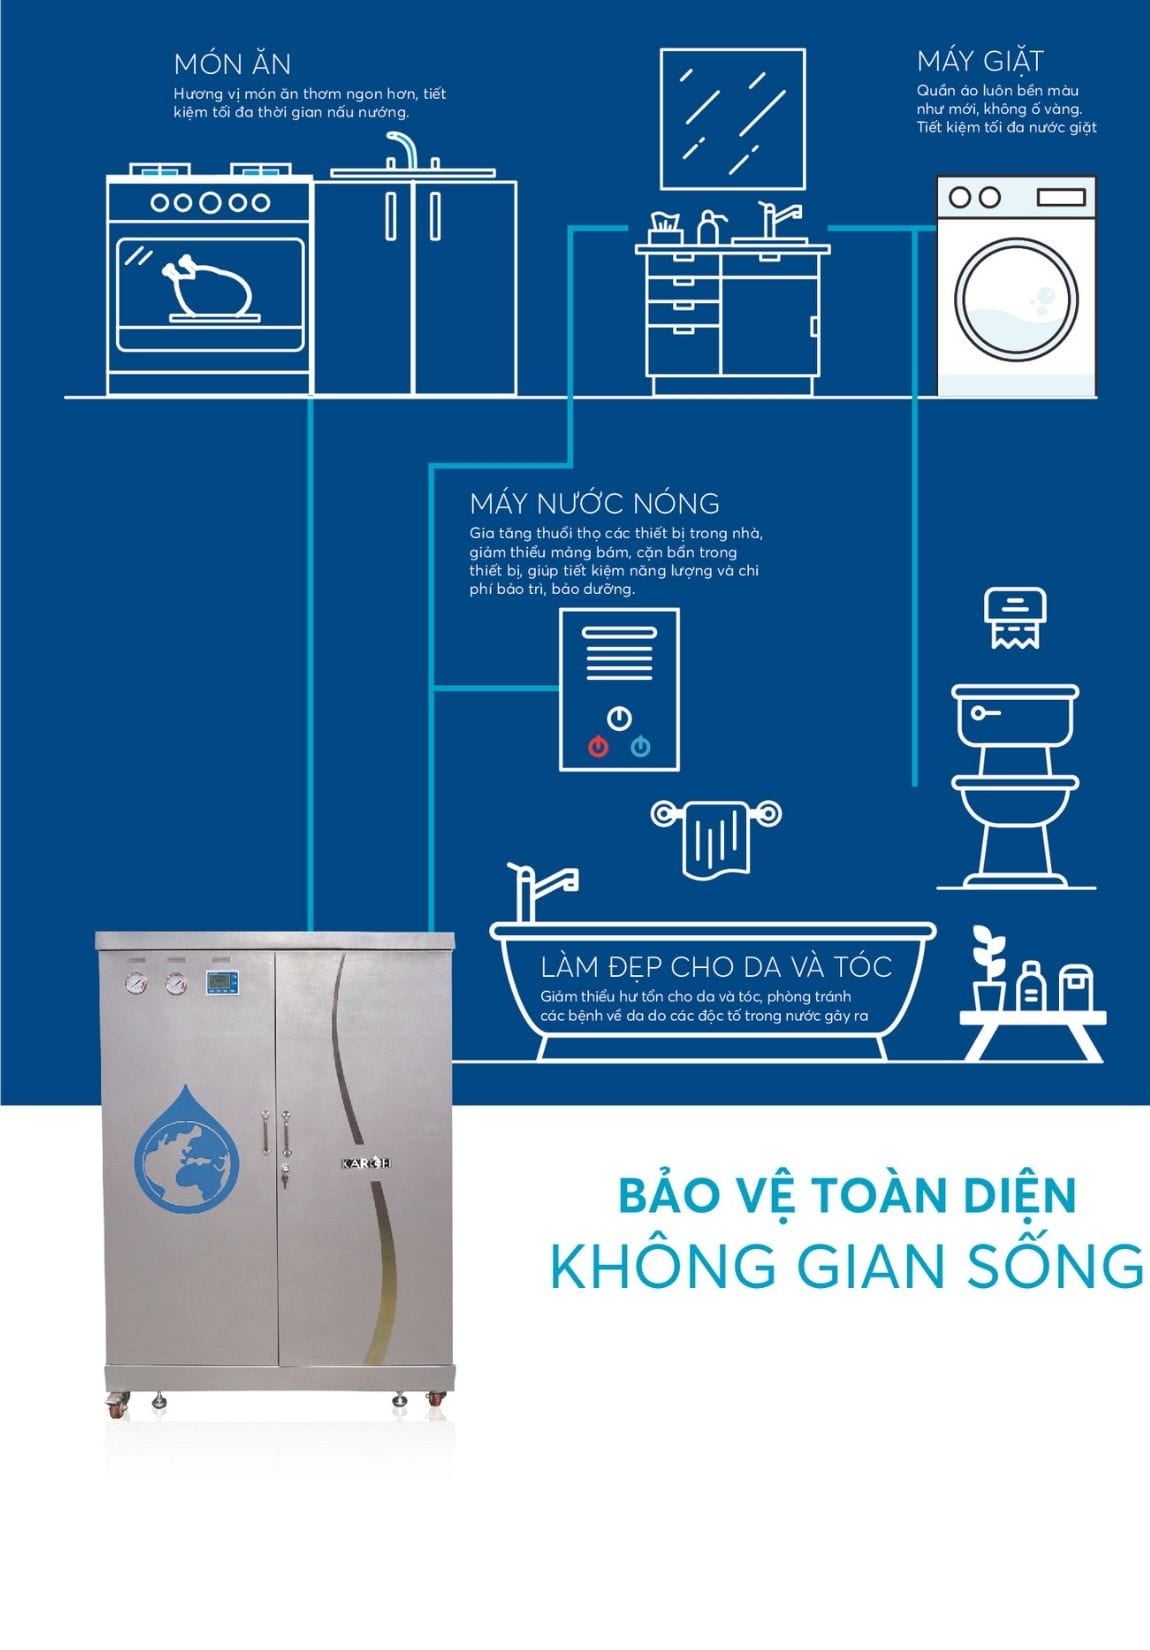 MÓN ĂN
Hương vị món ăn thơm ngon hơn, tiết
kiệm tối đa thời gian nấu nướng.
MÁY GIẶT
Quần áo luôn bền màu
như mới, không ố vàng.
Tiết kiệm tối đa nước giặt
MÁY NƯỚC NÓNG
Gia tăng thuổi thọ các thiết bị trong nhà,
giảm thiểu mảng bám, cặn bẩn trong
thiết bị, giúp tiết kiệm năng lượng và chi
phí bảo trì, bảo dưỡng.
LÀM ĐẸP CHO DA VÀ TÓC
Giảm thiểu hư tổn cho da và tóc, phòng tránh
các bệnh về da do các độc tố trong nước gây ra
KAROFI
BẢO VỆ TOÀN DIỆN
KHÔNG GIAN SỐNG